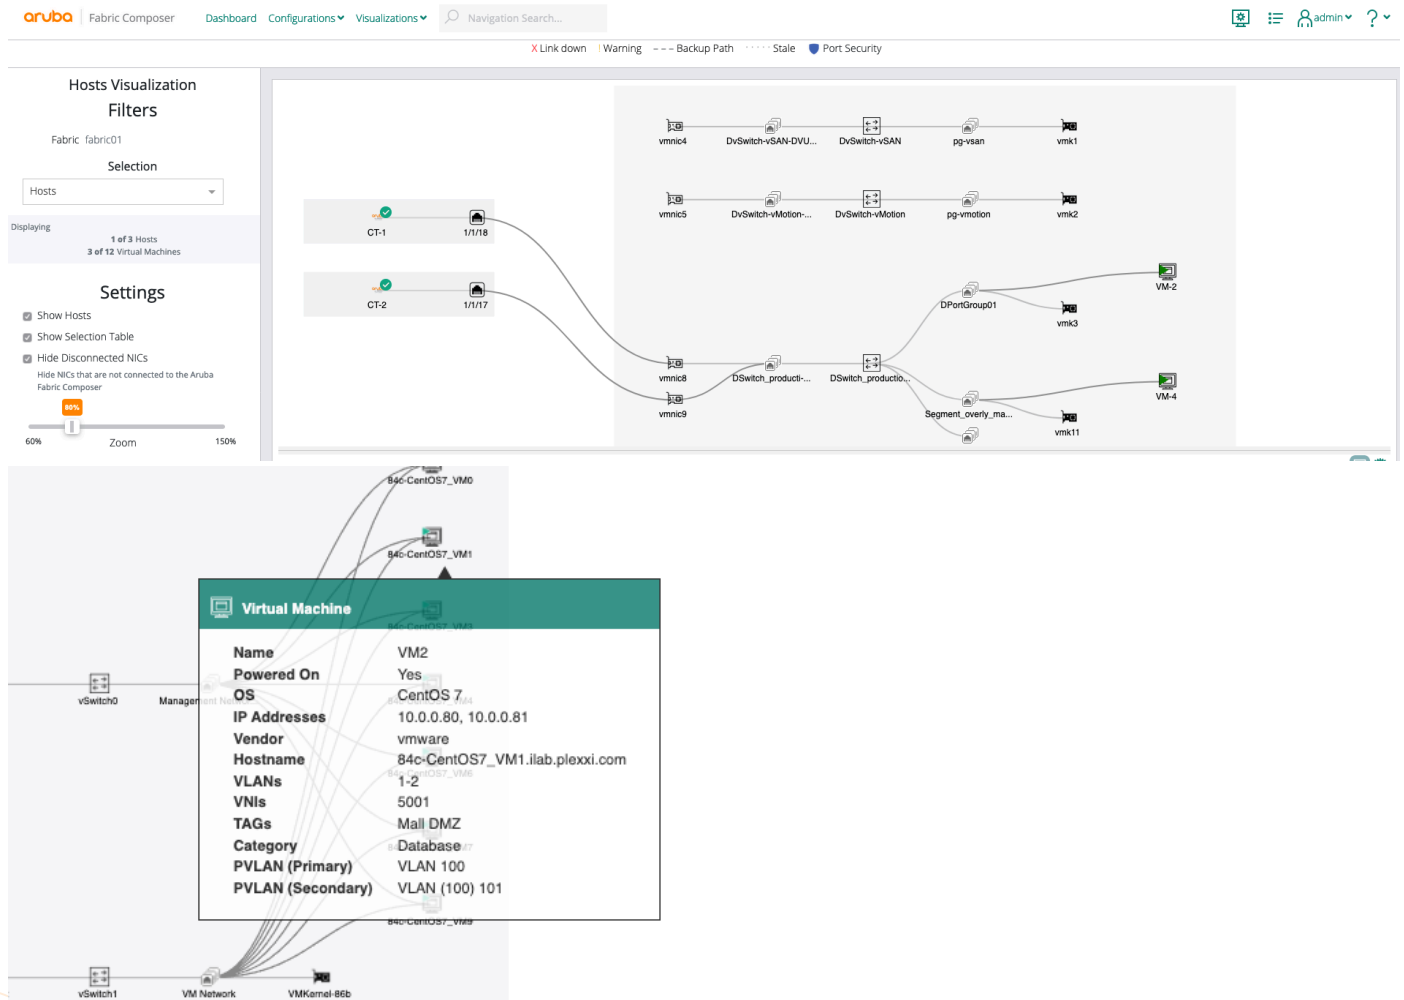 aruba Fabric Composer Dashboard Configurations Visualizations Navigation Search... admin ?
X Link down Warning Backup Path Stale Port Security
Hosts Visualization
Filters
Fabric fabric01
Selection
Hosts
Displaying
1 of 3 Hosts
3 of 12 Virtual Machines
Settings
Show Hosts
Show Selection Table
Hide Disconnected NICs
Hide NICs that are not connected to the Aruba
Fabric Composer
80%
60% Zoom 150%
vmnic4 DvSwitch-vSAN-DVU... DvSwitch-vSAN pg-vsan vmk1
vmnic5 DvSwitch-vMotion-... DvSwitch-vMotion pg-vmotion vmk2
CT-1 1/1/18
CT-2 1/1/17
VM-2
DPortGroup01
vmk3
vmnic8 DSwitch_producti-... DSwitch_productio...
VM-4
vmnic9 Segment_overly_ma...
vmk11
84c-CentOS7_VM0
84c-CentOS7_VM1
Virtual Machine
84c-CentOS7_VM3
Name VM2
Powered On Yes
OS CentOS 7
IP Addresses 10.0.0.80, 10.0.0.81
Vendor vmware
Hostname 84c-CentOS7_VM1.ilab.plexxi.com
VLANs 1-2
VNIs 5001
TAGs Mall DMZ
Category Database
PVLAN (Primary) VLAN 100
PVLAN (Secondary) VLAN (100) 101
vSwitch0 Management
84c-CentOS7_VM6
84c-CentOS7_VM9
vSwitch1 VM Network VMKernel-86b